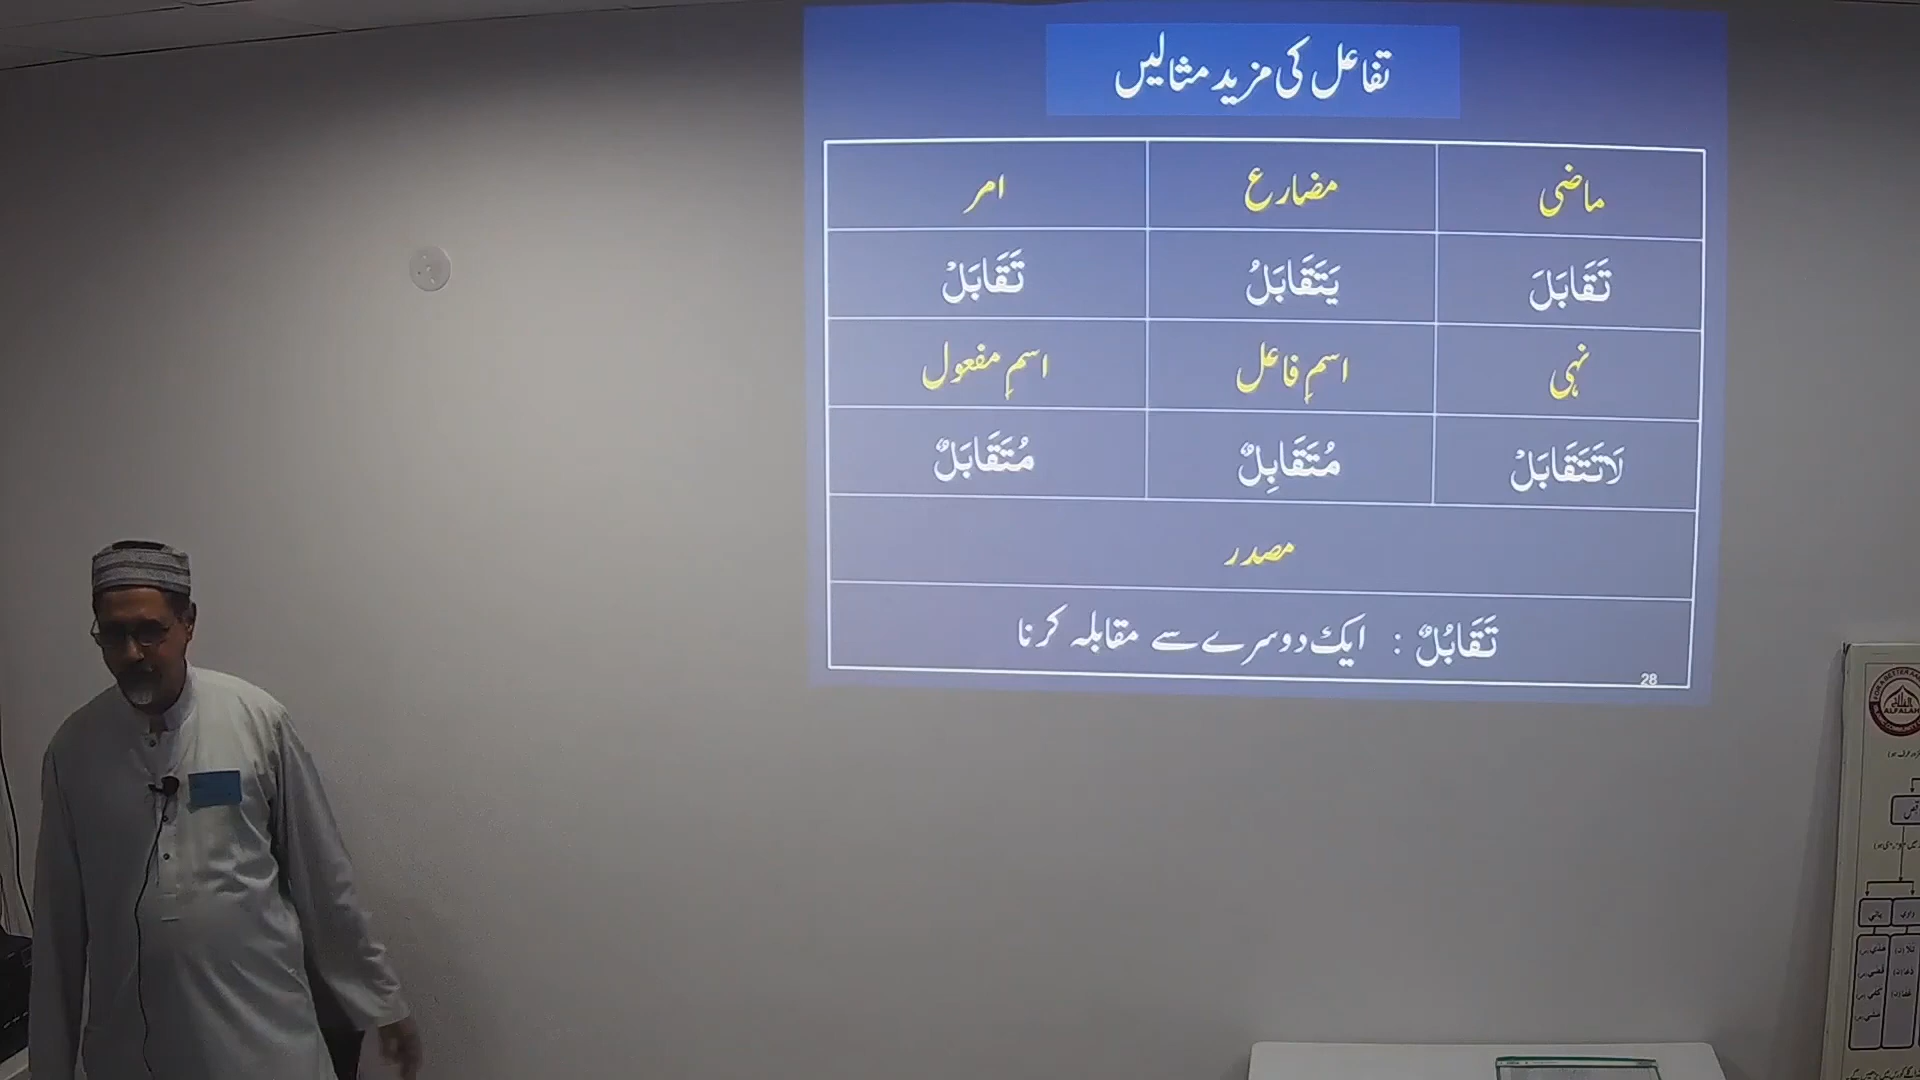 تفاعل کی مزید مثالیں
ماضی مضارع امر
تَقَابَلَ يَتَقَابَلُ تَقَابَلْ
نہی اسمِ فاعل اسمِ مفعول
لَاتَتَقَابَلْ مُتَقَابِلٌ مُتَقَابَلٌ
مصدر
تَقَابُلٌ : ایک دوسرے سے مقابلہ کرنا
28
ALFALAH